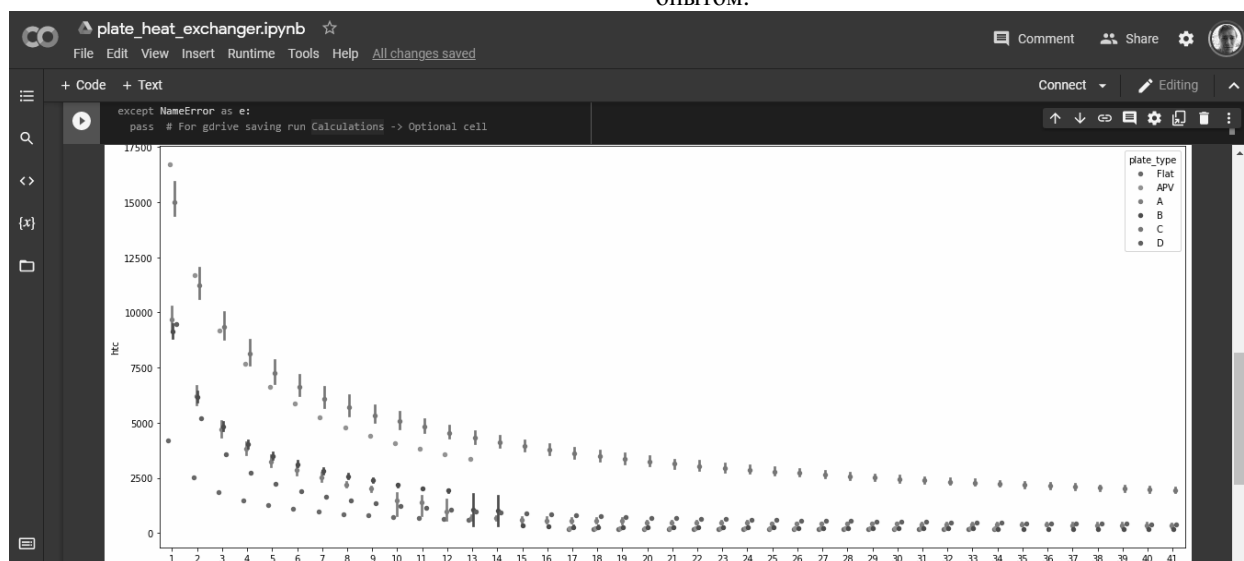 опытом.
plate_heat_exchanger.ipynb
File Edit View Insert Runtime Tools Help All changes saved
Comment Share
+ Code + Text
Connect Editing
except NameError as e:
pass # For gdrive saving run Calculations -> Optional cell
{x}
plate_type
Flat
APV
A
B
C
D
17500
15000
12500
10000
7500
5000
2500
0
htc
1 2 3 4 5 6 7 8 9 10 11 12 13 14 15 16 17 18 19 20 21 22 23 24 25 26 27 28 29 30 31 32 33 34 35 36 37 38 39 40 41